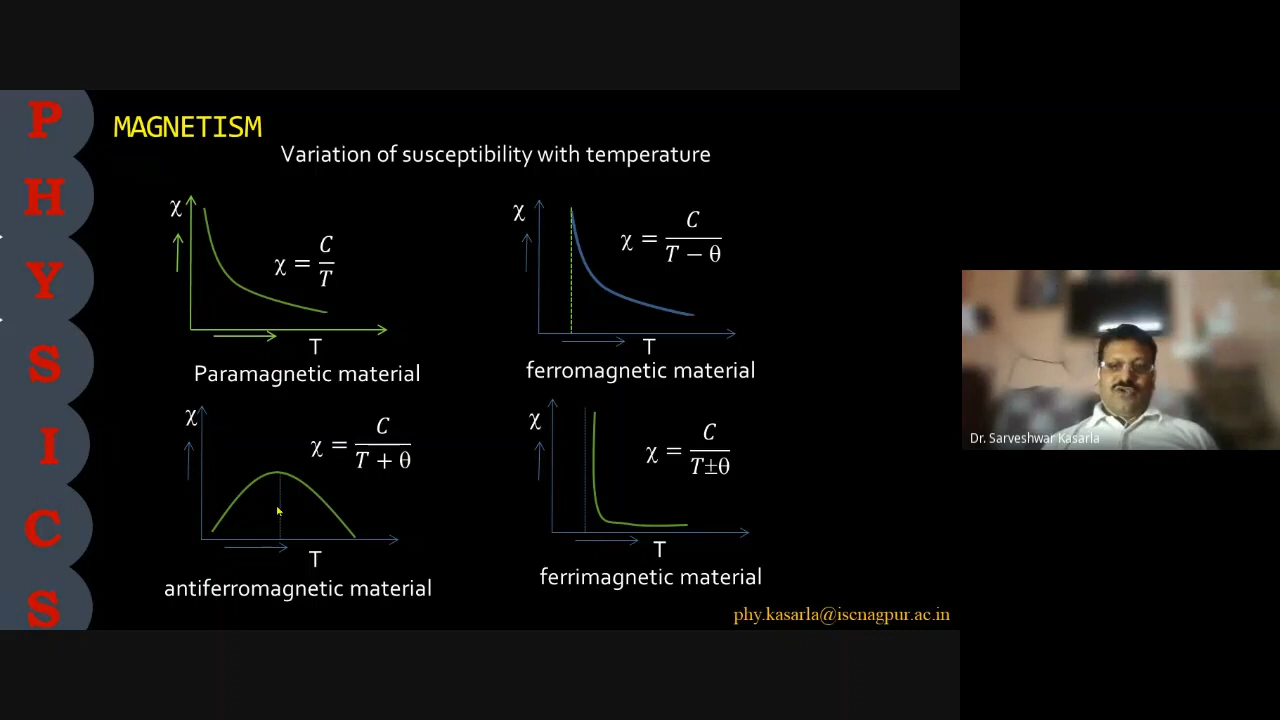 PHYSICS
MAGNETISM
Variation of susceptibility with temperature
χ
χ = C/T
T
Paramagnetic material
χ
χ = C/(T − θ)
T
ferromagnetic material
χ
χ = C/(T + θ)
T
antiferromagnetic material
χ
χ = C/(T±θ)
T
ferrimagnetic material
phy.kasarla@iscnagpur.ac.in
Dr. Sarveshwar Kasarla